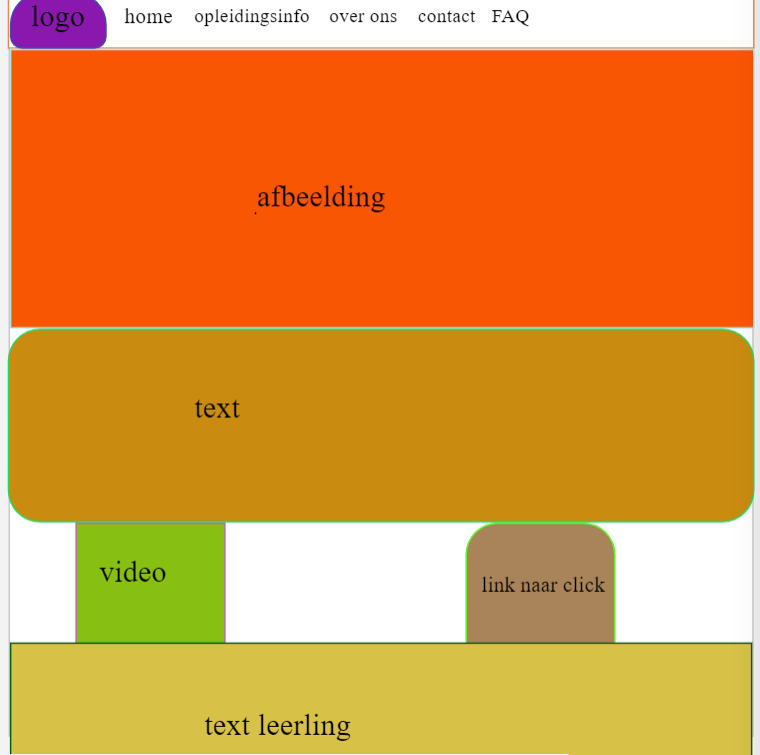 logo home opleidingsinfo over ons contact FAQ
afbeelding
text
video
link naar click
text leerling